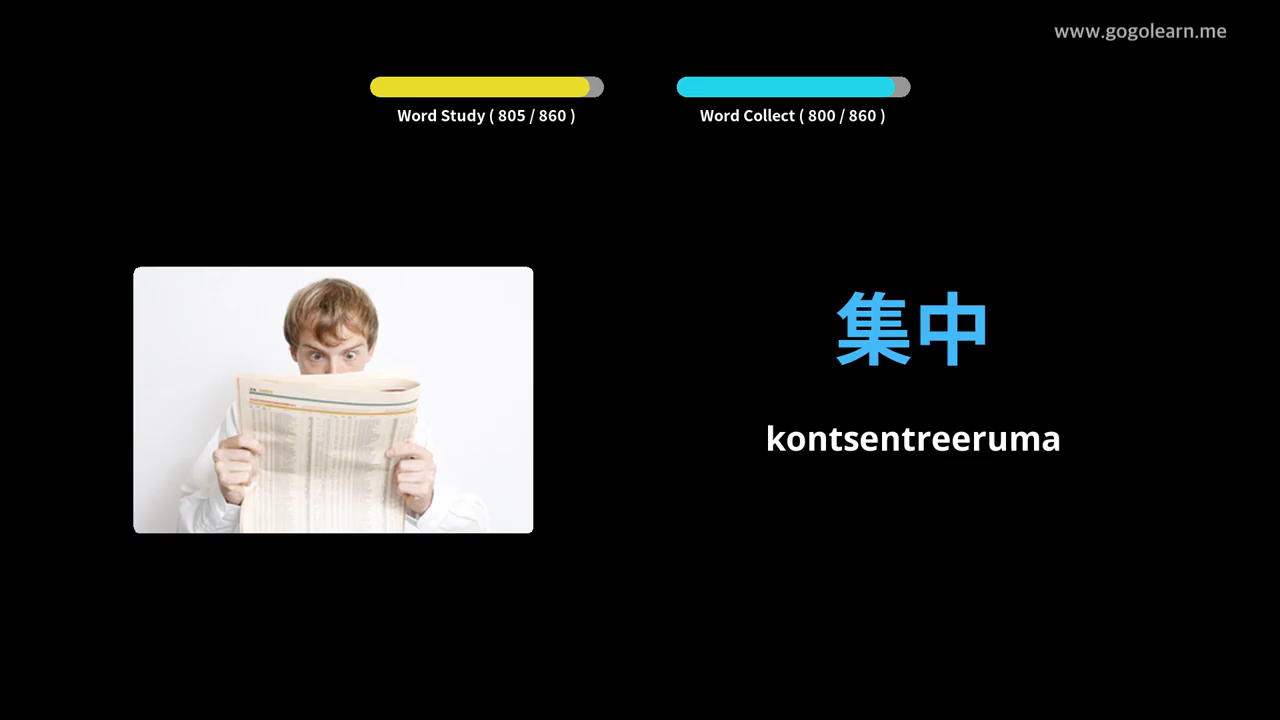 www.gogolearn.me
Word Study ( 805 / 860 )
Word Collect ( 800 / 860 )
集中
kontsentreeruma